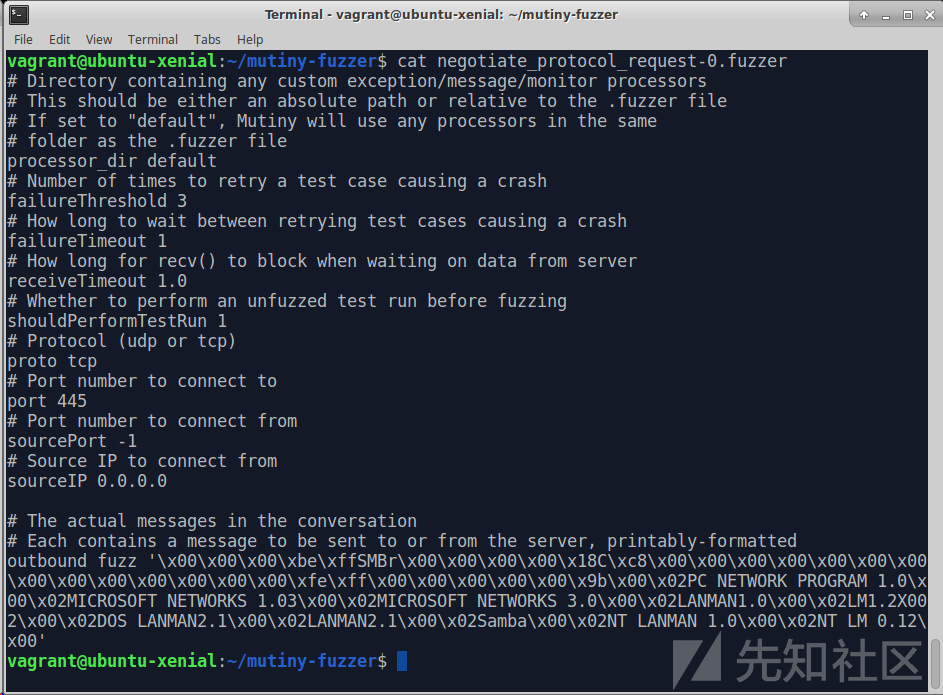 Terminal - vagrant@ubuntu-xenial: ~/mutiny-fuzzer
File Edit View Terminal Tabs Help
vagrant@ubuntu-xenial:~/mutiny-fuzzer$ cat negotiate_protocol_request-0.fuzzer
# Directory containing any custom exception/message/monitor processors
# This should be either an absolute path or relative to the .fuzzer file
# If set to "default", Mutiny will use any processors in the same
# folder as the .fuzzer file
processor_dir default
# Number of times to retry a test case causing a crash
failureThreshold 3
# How long to wait between retrying test cases causing a crash
failureTimeout 1
# How long for recv() to block when waiting on data from server
receiveTimeout 1.0
# Whether to perform an unfuzzed test run before fuzzing
shouldPerformTestRun 1
# Protocol (udp or tcp)
proto tcp
# Port number to connect to
port 445
# Port number to connect from
sourcePort -1
# Source IP to connect from
sourceIP 0.0.0.0
# The actual messages in the conversation
# Each contains a message to be sent to or from the server, printably-formatted
outbound fuzz '\x00\x00\x00\xbe\xffSMBr\x00\x00\x00\x00\x18C\xc8\x00\x00\x00\x00\x00\x00\x00
\x00\x00\x00\x00\x00\x00\x00\xfe\xff\x00\x00\x00\x00\x00\x9b\x00\x02PC NETWORK PROGRAM 1.0\x
00\x02MICROSOFT NETWORKS 1.03\x00\x02MICROSOFT NETWORKS 3.0\x00\x02LANMAN1.0\x00\x02LM1.2X00
2\x00\x02DOS LANMAN2.1\x00\x02LANMAN2.1\x00\x02Samba\x00\x02NT LANMAN 1.0\x00\x02NT LM 0.12\
x00'
vagrant@ubuntu-xenial:~/mutiny-fuzzer$
先知社区